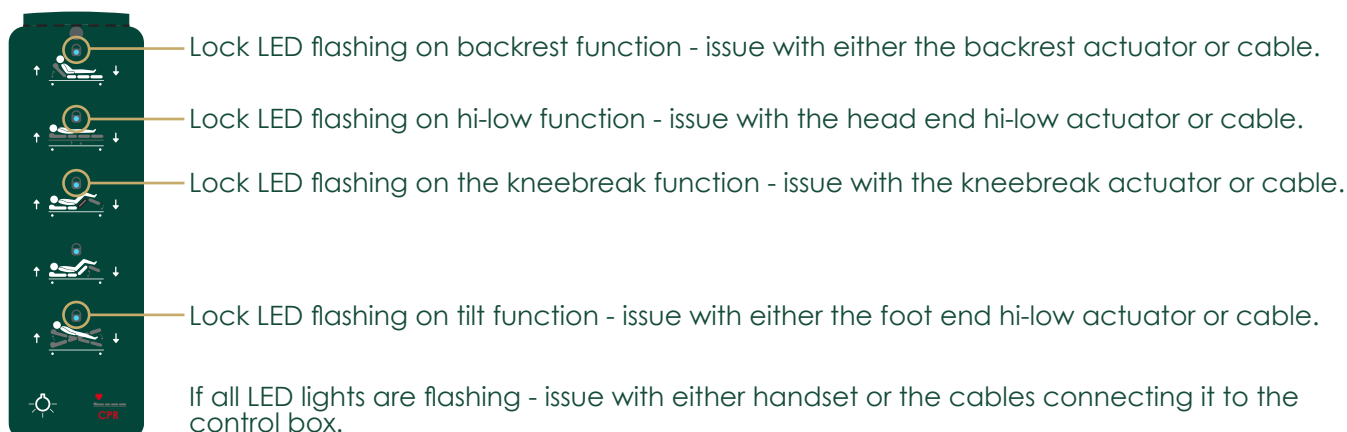 Lock LED flashing on backrest function - issue with either the backrest actuator or cable.
Lock LED flashing on hi-low function - issue with the head end hi-low actuator or cable.
Lock LED flashing on the kneebreak function - issue with the kneebreak actuator or cable.
Lock LED flashing on tilt function - issue with either the foot end hi-low actuator or cable.
If all LED lights are flashing - issue with either handset or the cables connecting it to the
control box.
CPR